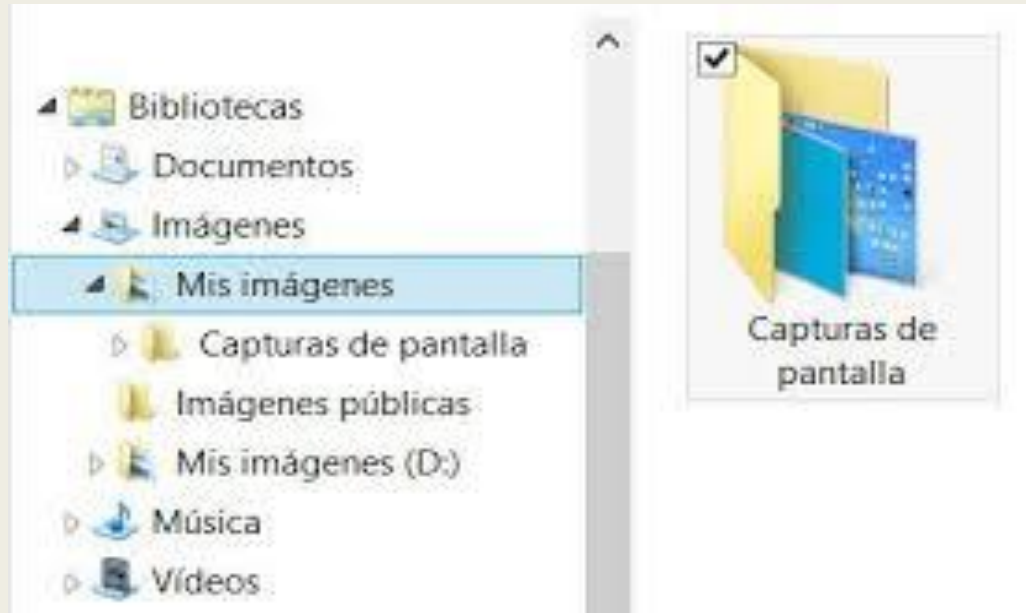 Bibliotecas
Documentos
Imágenes
Mis imágenes
Capturas de pantalla
Imágenes públicas
Mis imágenes (D:)
Música
Vídeos
Capturas de
pantalla